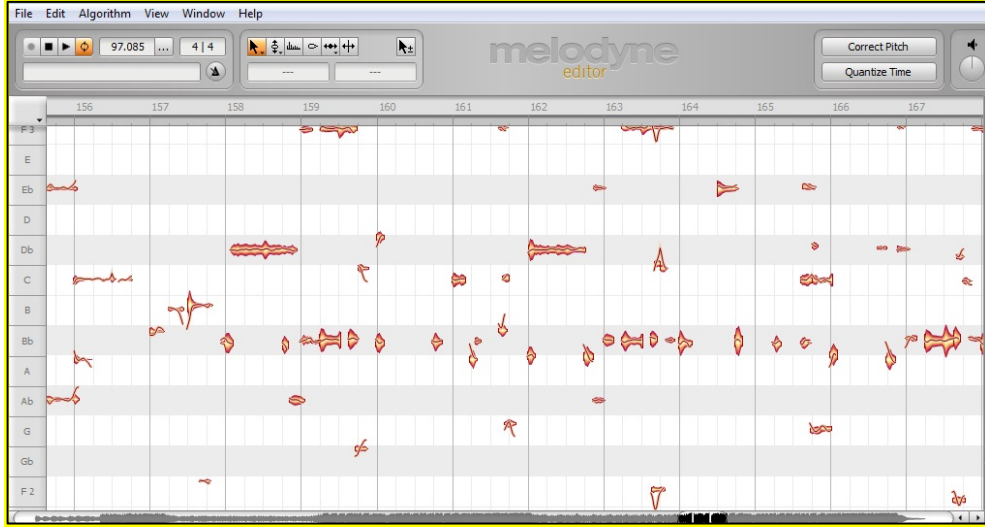 File Edit Algorithm View Window Help
97.085 ... 4|4
--- ---
melodyne
editor
Correct Pitch
Quantize Time
156 157 158 159 160 161 162 163 164 165 166 167
F 3
E
Eb
D
Db
C
B
Bb
A
Ab
G
Gb
F 2